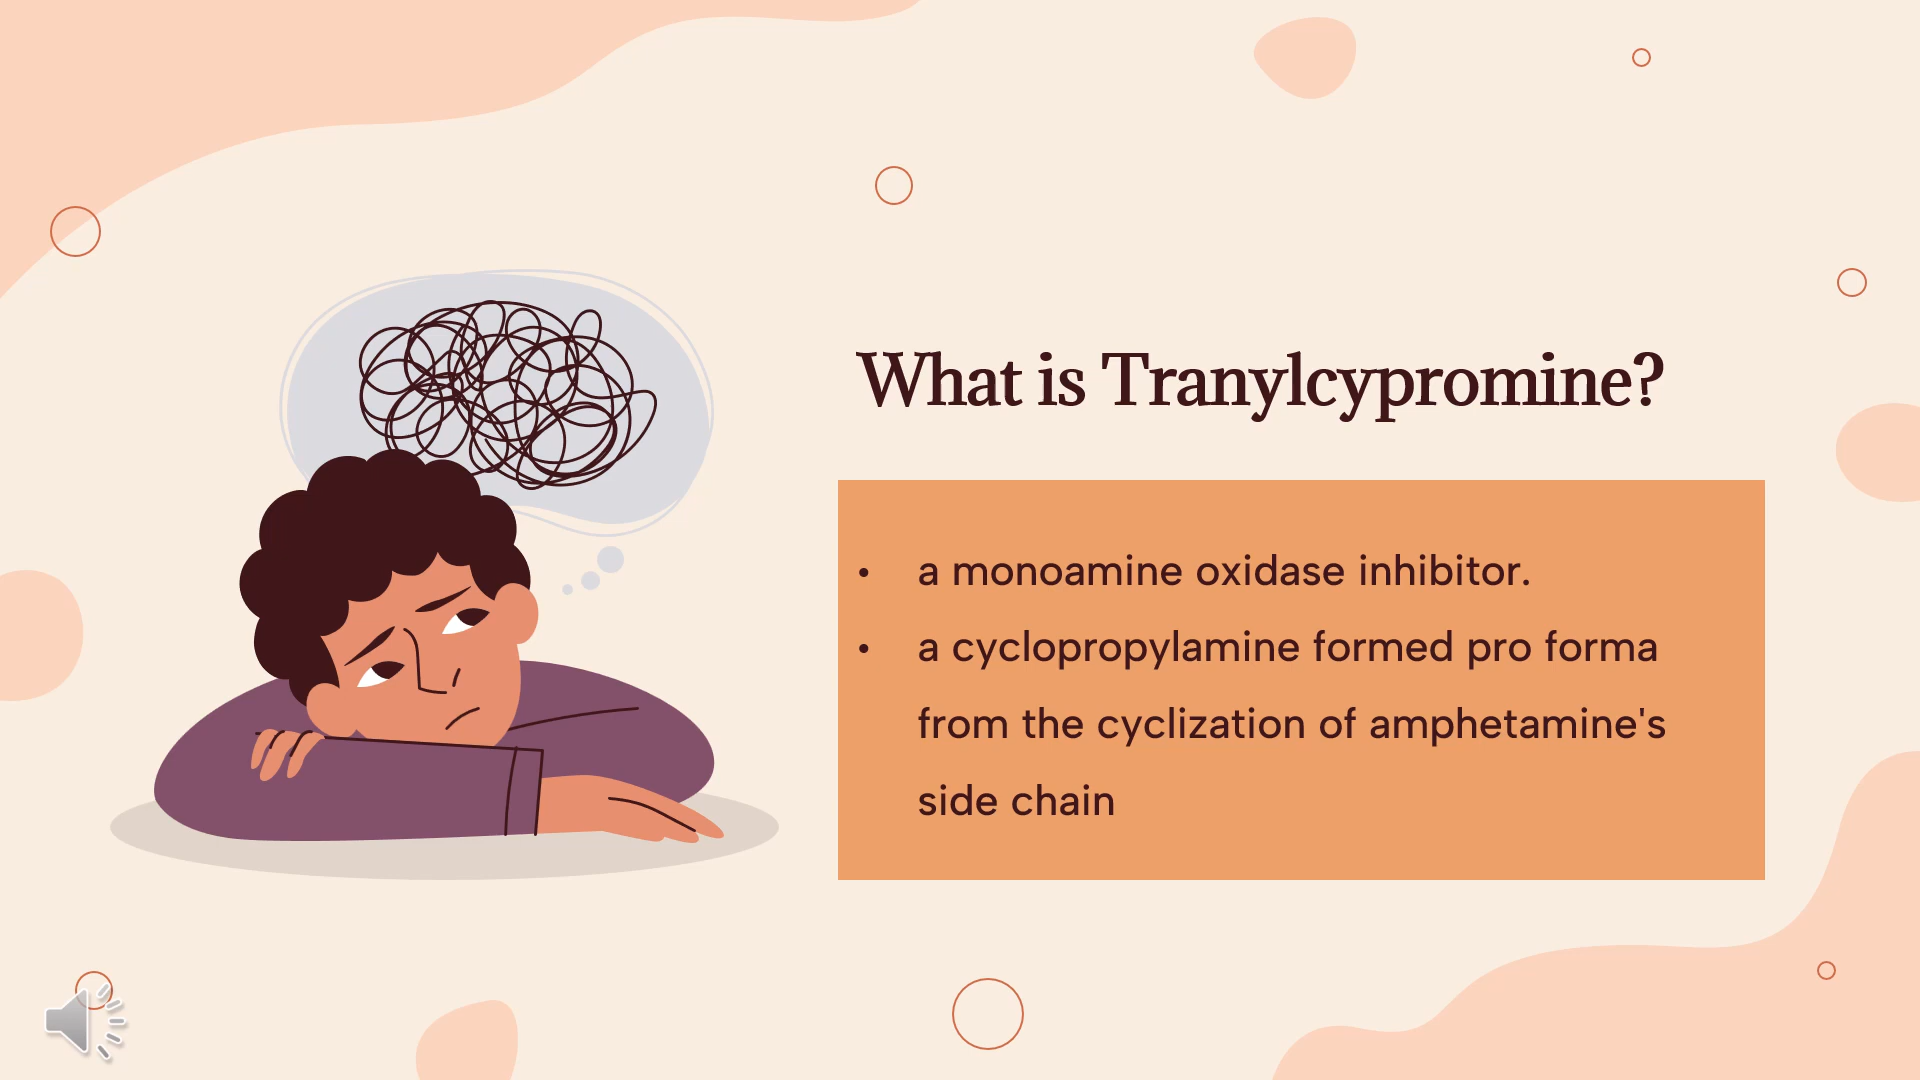 What is Tranylcypromine?
• a monoamine oxidase inhibitor.
• a cyclopropylamine formed pro forma
from the cyclization of amphetamine's
side chain